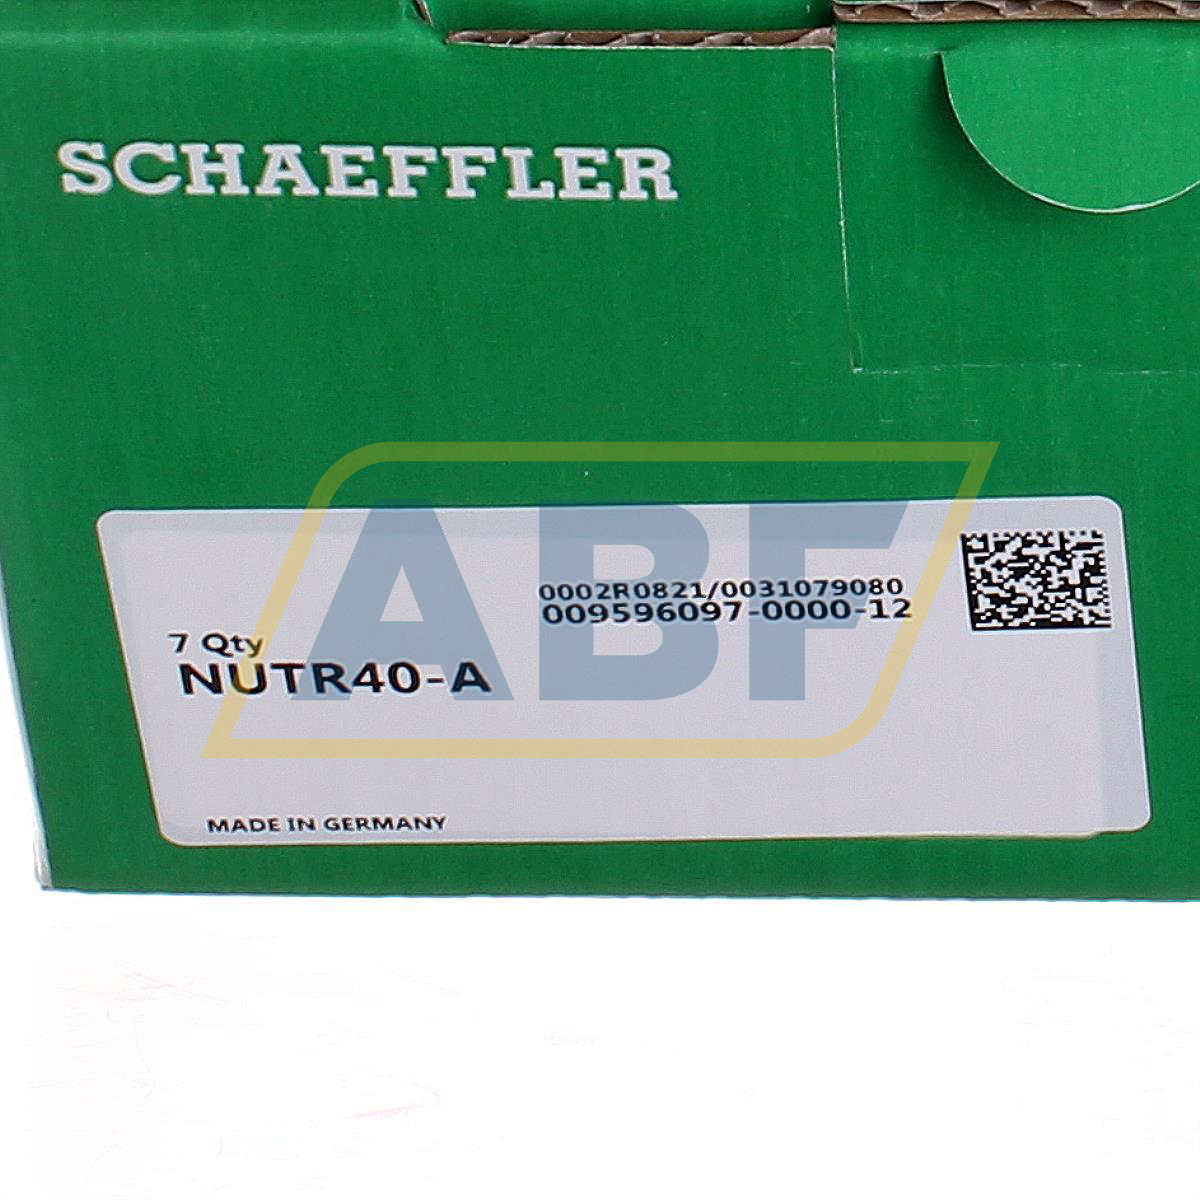 SCHAEFFLER
0002R0821/0031079080
009596097-0000-12
7 Qty
NUTR40-A
ABF
MADE IN GERMANY